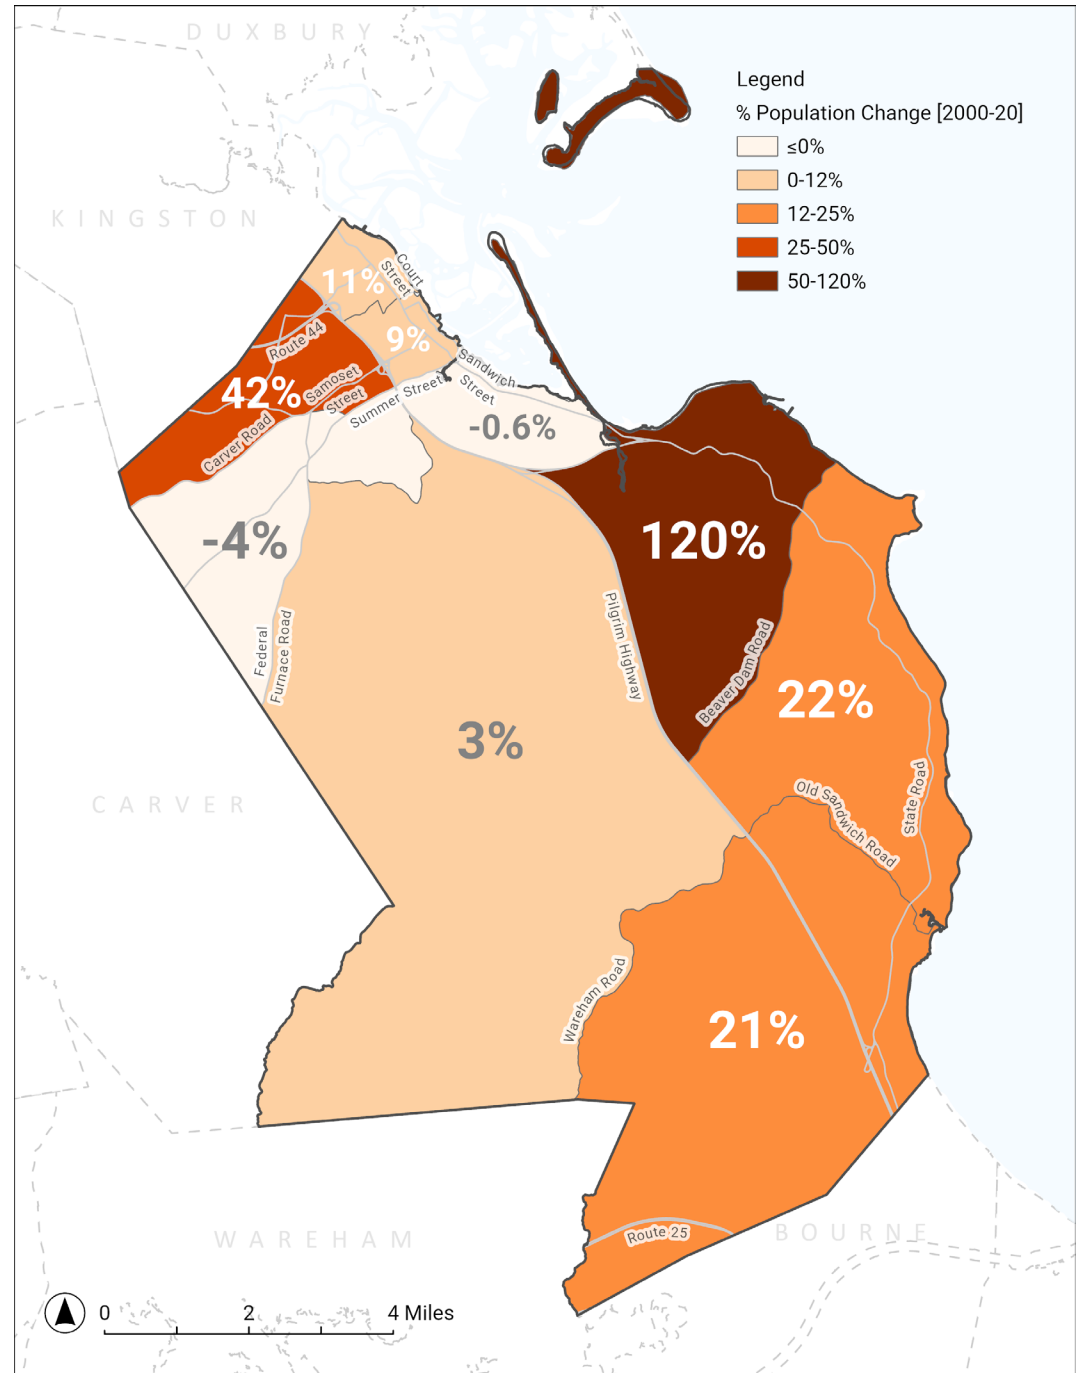 DUXBURY
Legend
% Population Change [2000-20]
≤0%
0-12%
12-25%
25-50%
50-120%
KINGSTON
Court
Street
11%
9%
Route 44
42%
Samoset
Street
Carver Road
Summer Street
Sandwich
Street
-0.6%
-4%
120%
Federal
Furnace Road
Pilgrim Highway
Beaver Dam Road
22%
3%
State Road
Old Sandwich Road
CARVER
Wareham Road
21%
Route 25
WAREHAM
BOURNE
0 2 4 Miles